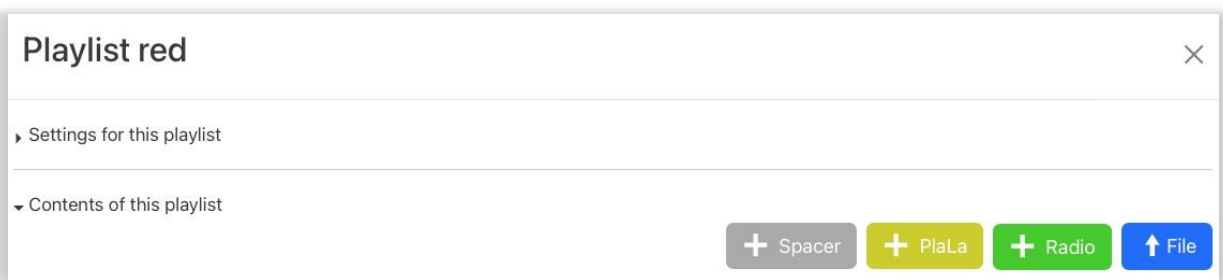 Playlist red
Settings for this playlist
Contents of this playlist
Spacer PlaLa Radio File